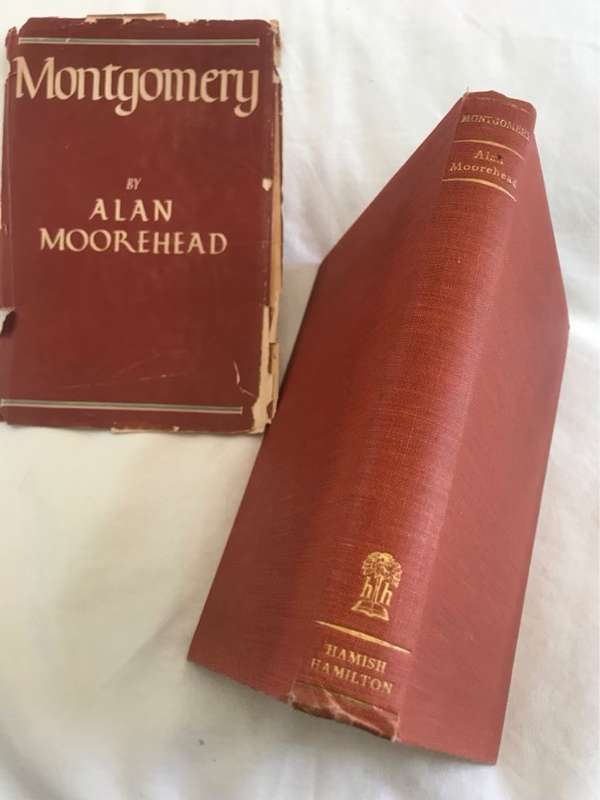 Montgomery
BY
ALAN
MOOREHEAD
MONTGOMERY
Alan
Moorehead
hh
HAMISH
HAMILTON